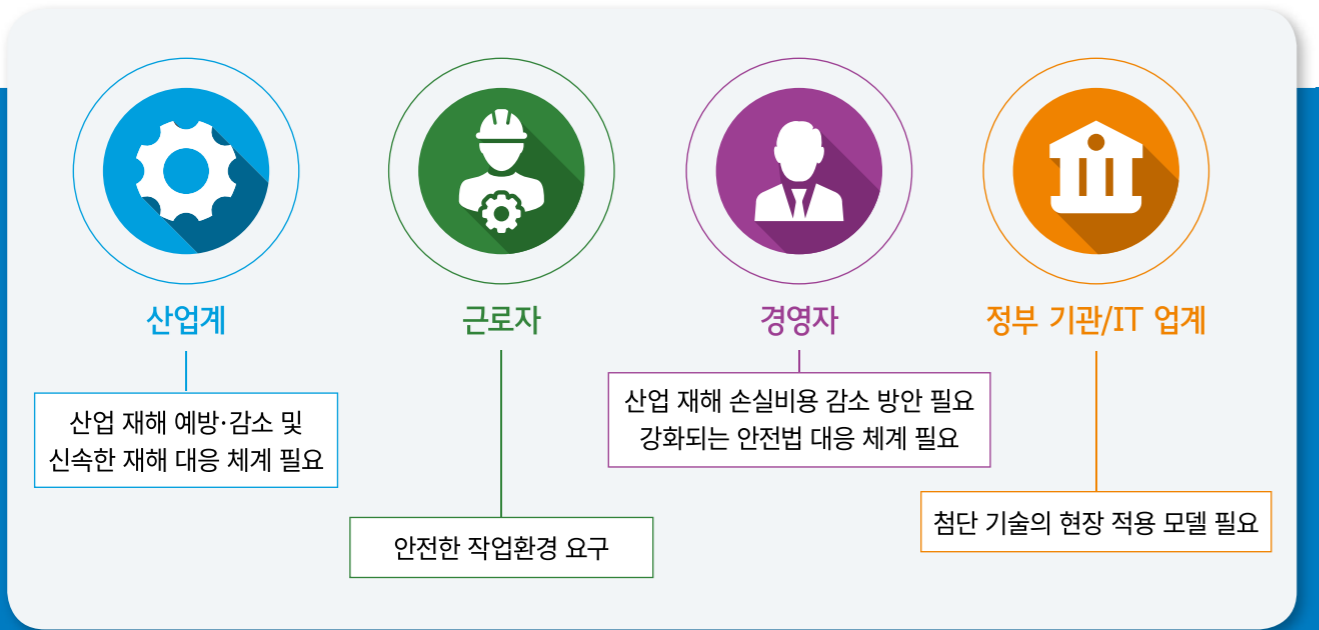 산업계
산업 재해 예방·감소 및
신속한 재해 대응 체계 필요
근로자
안전한 작업환경 요구
경영자
산업 재해 손실비용 감소 방안 필요
강화되는 안전법 대응 체계 필요
정부 기관/IT 업계
첨단 기술의 현장 적용 모델 필요